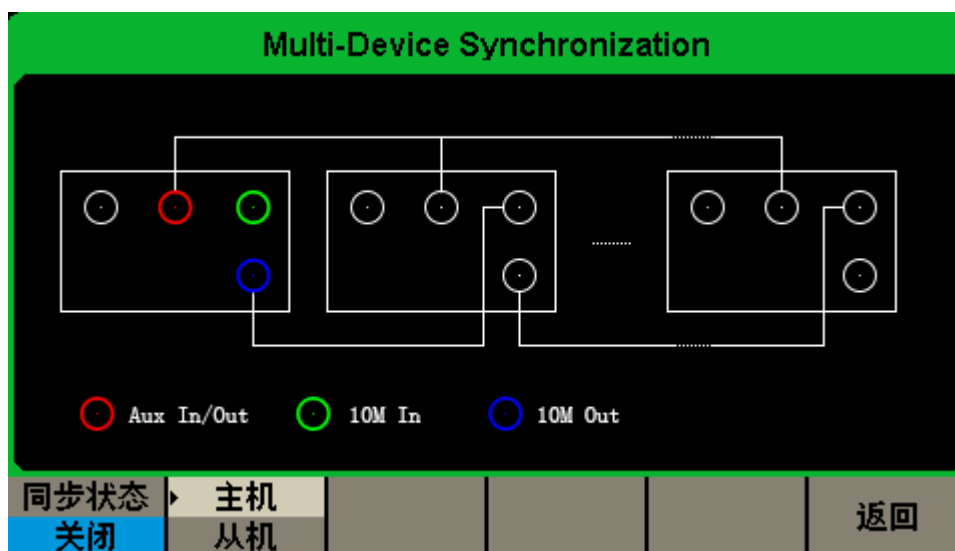 Multi-Device Synchronization
Aux In/Out 10M In 10M Out
同步状态 主机 返回
关闭 从机